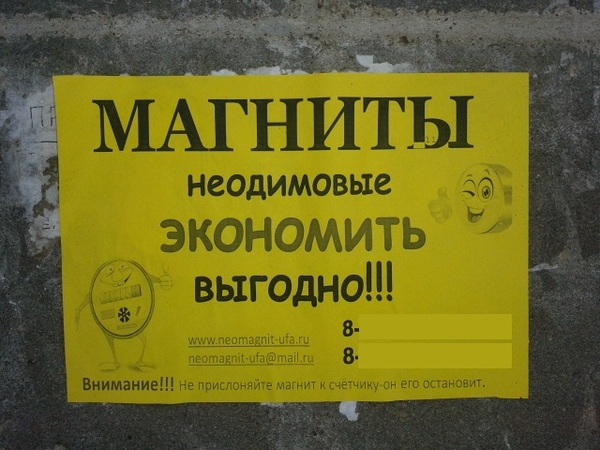 МАГНИТЫ
неодимовые
ЭКОНОМИТЬ
ВЫГОДНО!!!
www.neomagnit-ufa.ru
neomagnit-ufa@mail.ru
8-
8-
Внимание!!! Не прислоняйте магнит к счётчику-он его остановит.